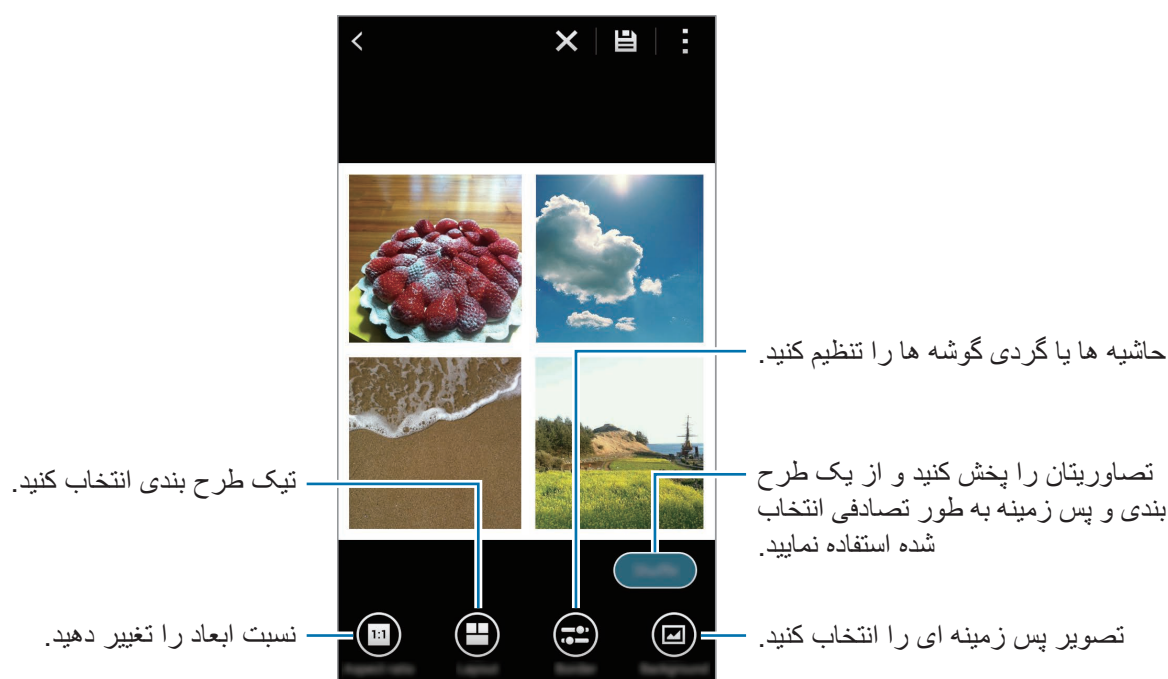 حاشیه ها یا گردی گوشه ها را تنظیم کنید.
تیک طرح بندی انتخاب کنید.
تصاوریتان را پخش کنید و از یک طرح
بندی و پس زمینه به طور تصادفی انتخاب
شده استفاده نمایید.
نسبت ابعاد را تغییر دهید.
1:1
تصویر پس زمینه ای را انتخاب کنید.